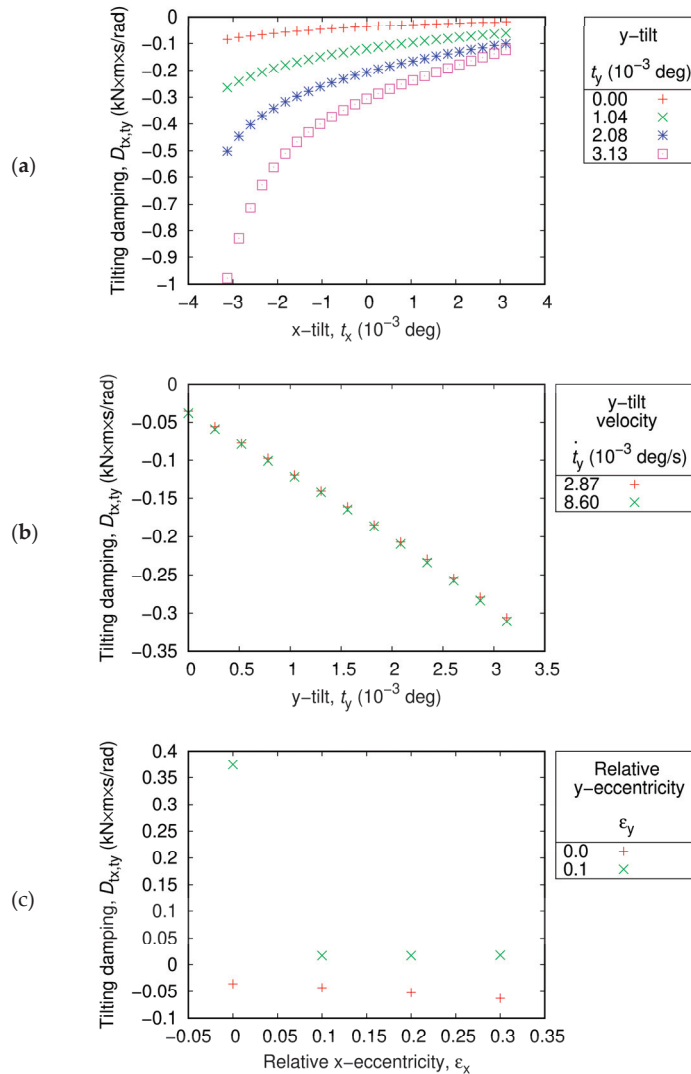 (a)
Tilting damping, Dtx,ty (kN×m×s/rad)
0
−0.1
−0.2
−0.3
−0.4
−0.5
−0.6
−0.7
−0.8
−0.9
−1
−4 −3 −2 −1 0 1 2 3 4
x−tilt, tx (10−3 deg)
y−tilt
ty (10−3 deg)
0.00
1.04
2.08
3.13
(b)
Tilting damping, Dtx,ty (kN×m×s/rad)
0
−0.05
−0.1
−0.15
−0.2
−0.25
−0.3
−0.35
0 0.5 1 1.5 2 2.5 3 3.5
y−tilt, ty (10−3 deg)
y−tilt
velocity
ṫy (10−3 deg/s)
2.87
8.60
(c)
Tilting damping, Dtx,ty (kN×m×s/rad)
0.4
0.35
0.3
0.25
0.2
0.15
0.1
0.05
0
−0.05
−0.1
−0.05 0 0.05 0.1 0.15 0.2 0.25 0.3 0.35
Relative x−eccentricity, εx
Relative
y−eccentricity
εy
0.0
0.1